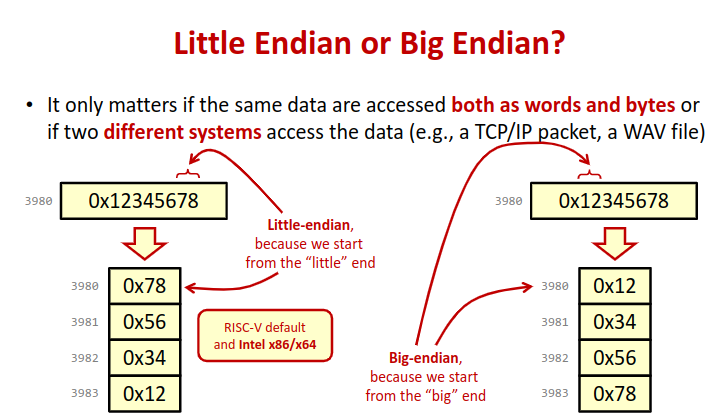 Little Endian or Big Endian?
• It only matters if the same data are accessed both as words and bytes or
if two different systems access the data (e.g., a TCP/IP packet, a WAV file)
3980 0x12345678
Little-endian,
because we start
from the “little” end
3980 0x78
3981 0x56
3982 0x34
3983 0x12
RISC-V default
and Intel x86/x64
3980 0x12345678
Big-endian,
because we start
from the “big” end
3980 0x12
3981 0x34
3982 0x56
3983 0x78